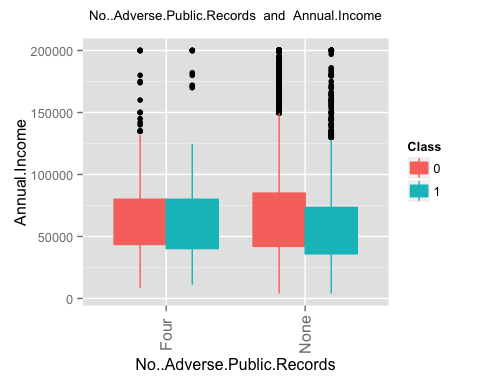 No..Adverse.Public.Records and Annual.Income
200000
150000
100000
50000
0
Annual.Income
Four
None
No..Adverse.Public.Records
Class
0
1